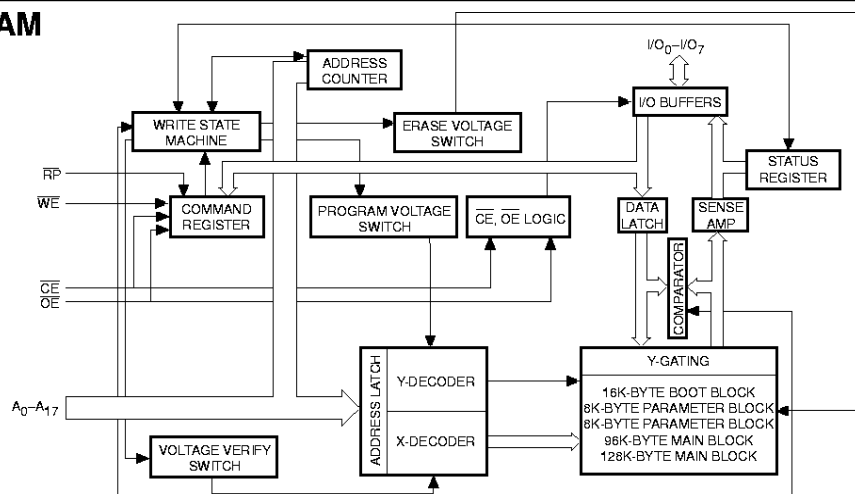 AM
ADDRESS
COUNTER
I/O0–I/O7
I/O BUFFERS
WRITE STATE
MACHINE
ERASE VOLTAGE
SWITCH
STATUS
REGISTER
RP
WE
COMMAND
REGISTER
PROGRAM VOLTAGE
SWITCH
CE, OE LOGIC
DATA
LATCH
SENSE
AMP
COMPARATOR
CE
OE
A0–A17
ADDRESS LATCH
Y-DECODER
X-DECODER
Y-GATING
16K-BYTE BOOT BLOCK
8K-BYTE PARAMETER BLOCK
8K-BYTE PARAMETER BLOCK
96K-BYTE MAIN BLOCK
128K-BYTE MAIN BLOCK
VOLTAGE VERIFY
SWITCH